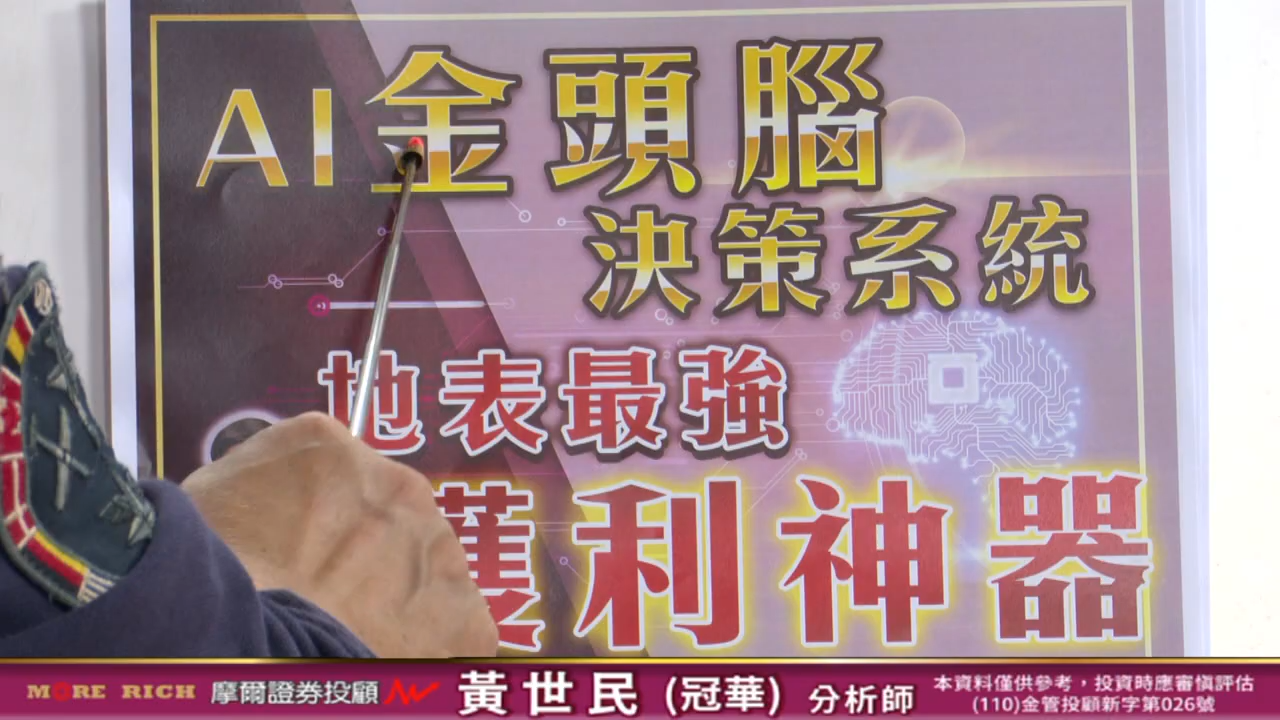 AI金頭腦
決策系統
地表最強
獲利神器
MORE RICH 摩爾證券投顧 黃世民(冠華)分析師
本資料僅供參考,投資時應審慎評估
(110)金管投顧新字第026號